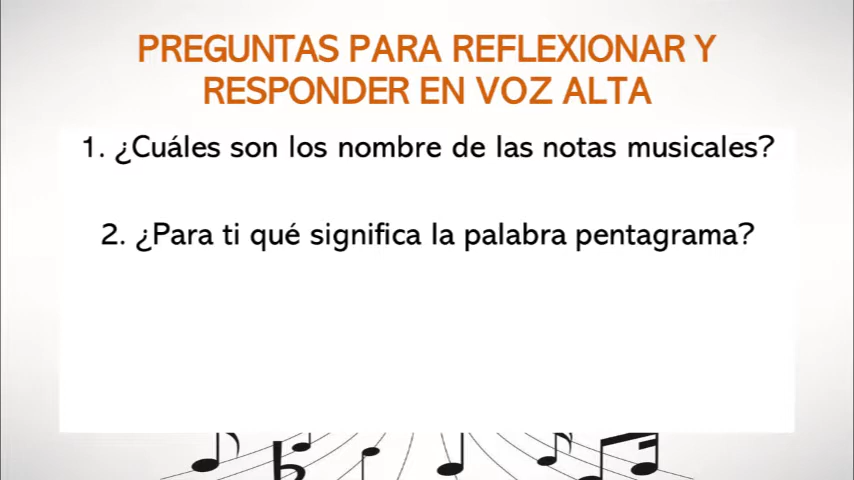 PREGUNTAS PARA REFLEXIONAR Y
RESPONDER EN VOZ ALTA
1. ¿Cuáles son los nombre de las notas musicales?
2. ¿Para ti qué significa la palabra pentagrama?